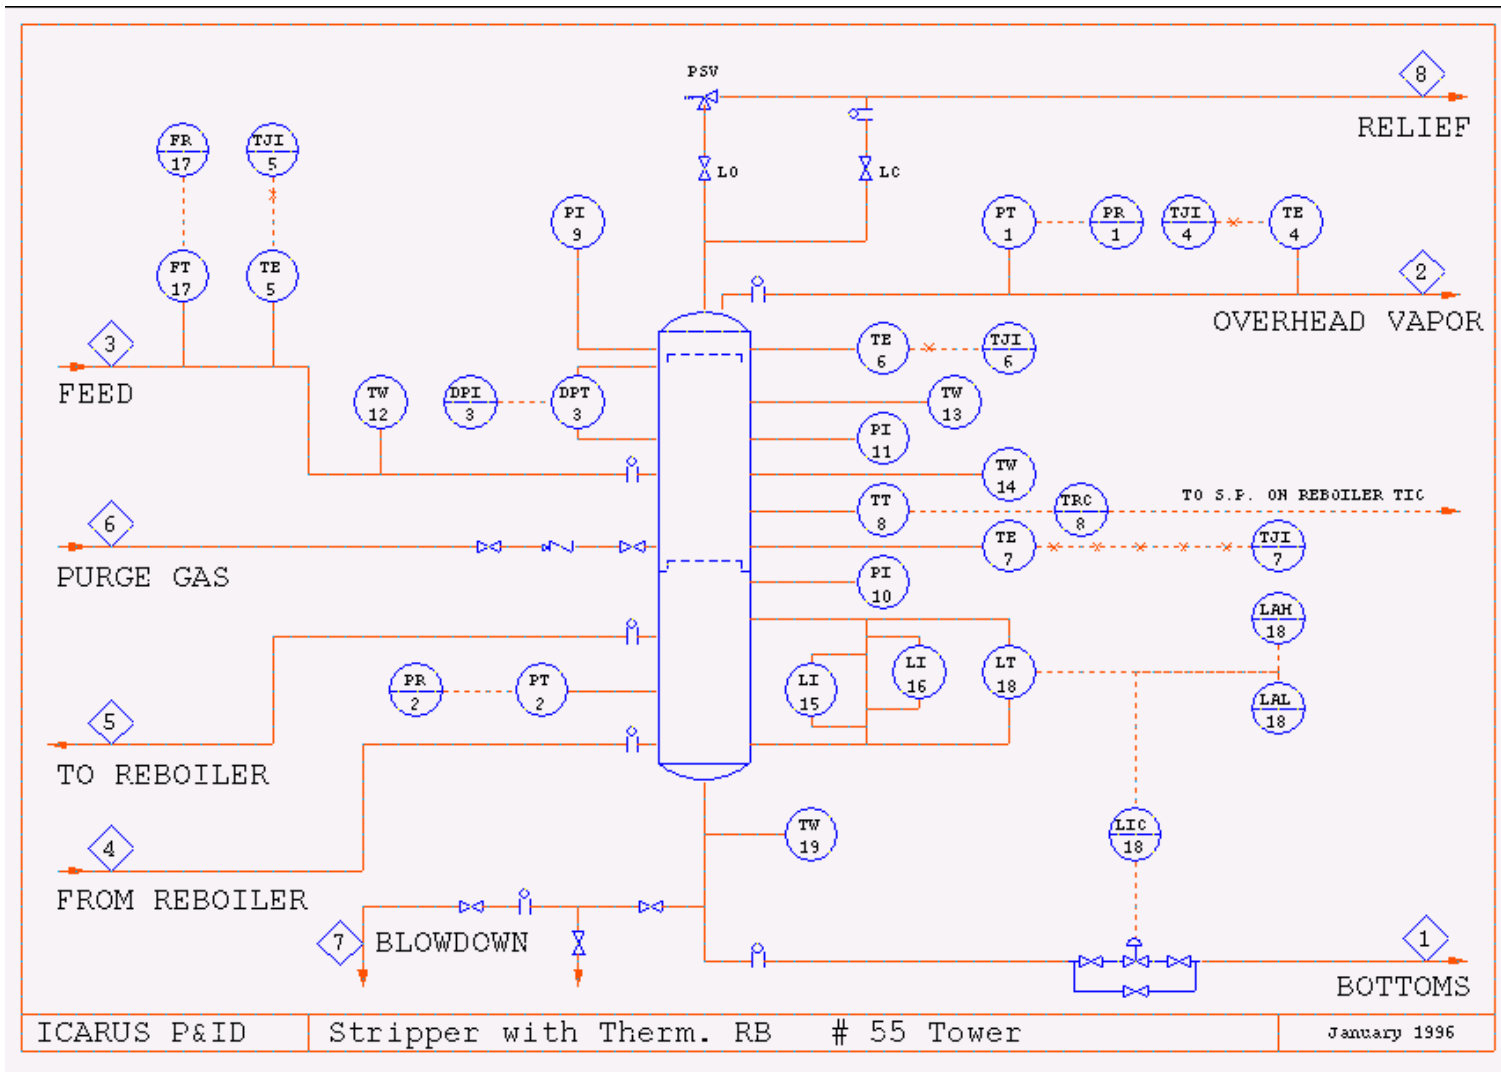 PSV
8
RELIEF
FR
17
TJI
5
LO
LC
PI
9
PT
1
PR
1
TJI
4
TE
4
FT
17
TE
5
2
OVERHEAD VAPOR
3
FEED
TE
6
TJI
6
TW
12
DPI
3
DPT
3
TW
13
PI
11
TW
14
TT
8
TRC
8
TO S.P. ON REBOILER TIC
6
PURGE GAS
TE
7
TJI
7
PI
10
LAH
18
PR
2
PT
2
LI
15
LI
16
LT
18
LAL
18
5
TO REBOILER
4
FROM REBOILER
TW
19
LIC
18
7
BLOWDOWN
1
BOTTOMS
ICARUS P&ID
Stripper with Therm. RB # 55 Tower
January 1996